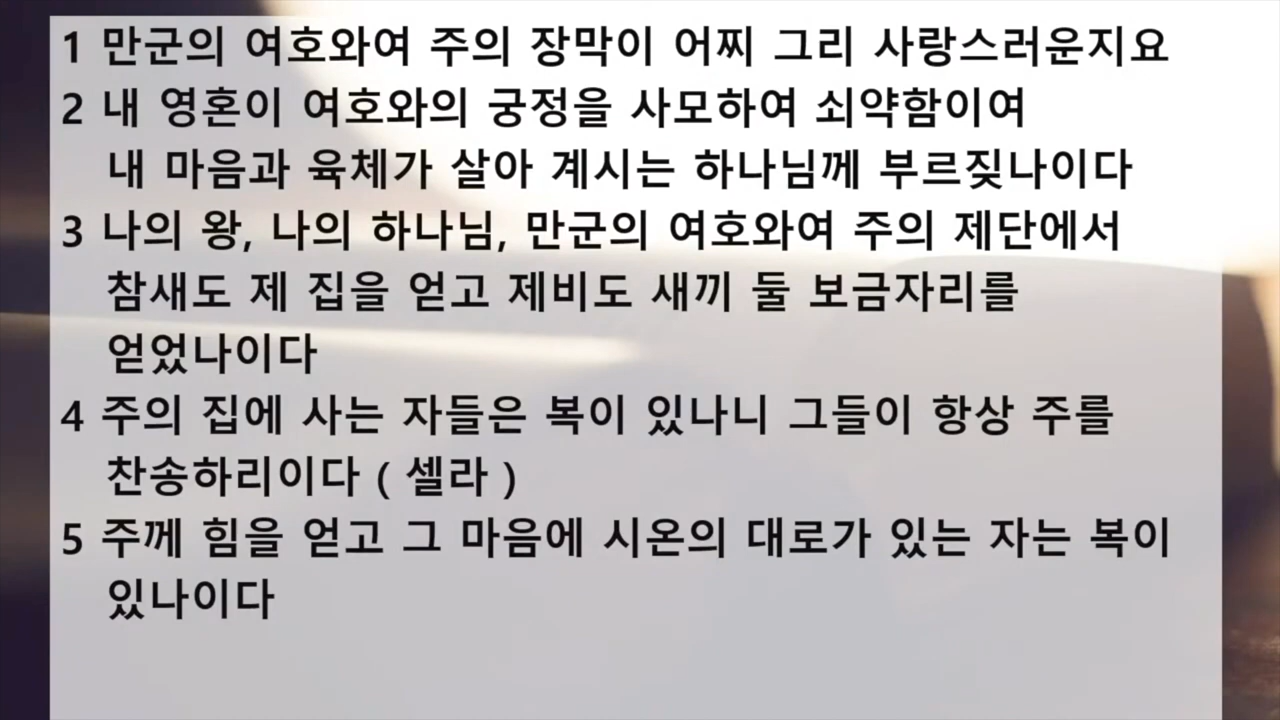 1 만군의 여호와여 주의 장막이 어찌 그리 사랑스러운지요
2 내 영혼이 여호와의 궁정을 사모하여 쇠약함이여
내 마음과 육체가 살아 계시는 하나님께 부르짖나이다
3 나의 왕, 나의 하나님, 만군의 여호와여 주의 제단에서
참새도 제 집을 얻고 제비도 새끼 둘 보금자리를
얻었나이다
4 주의 집에 사는 자들은 복이 있나니 그들이 항상 주를
찬송하리이다 ( 셀라 )
5 주께 힘을 얻고 그 마음에 시온의 대로가 있는 자는 복이
있나이다